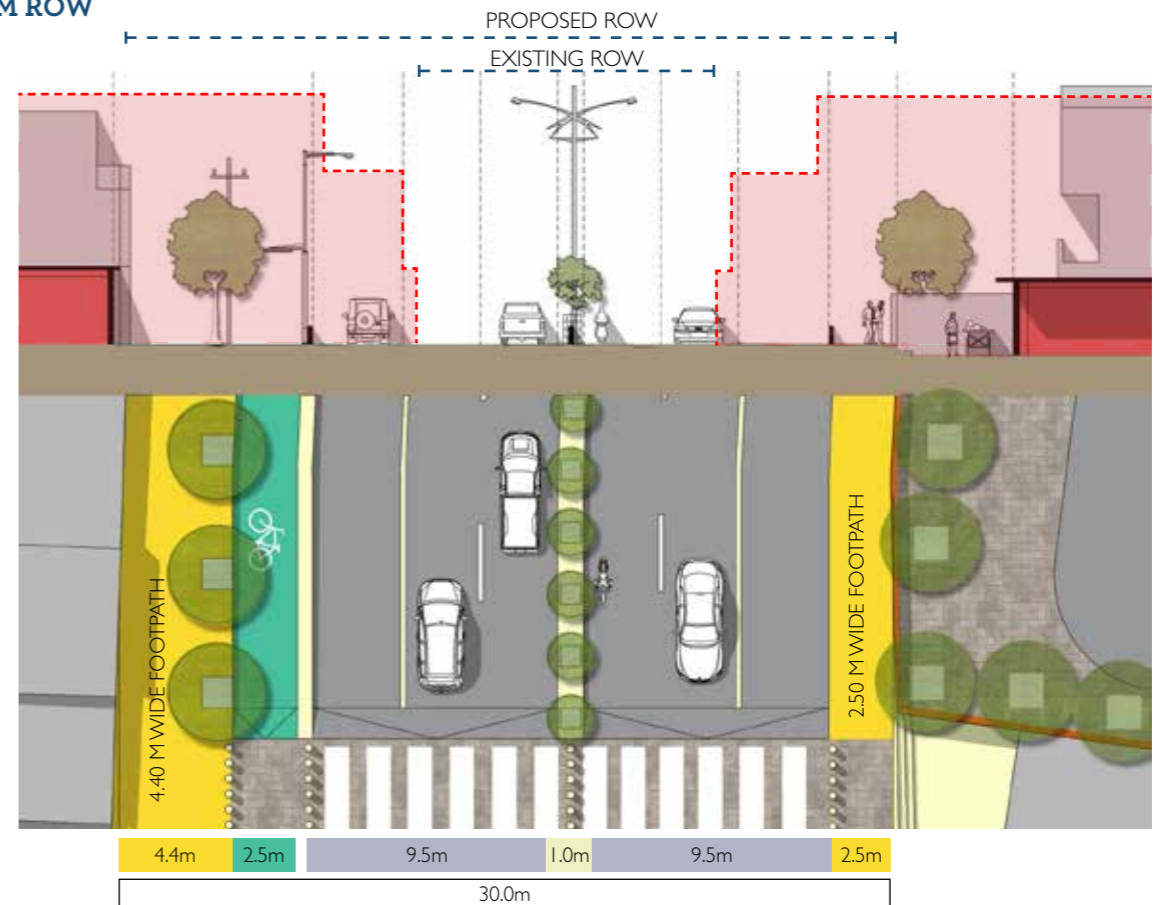 M ROW
PROPOSED ROW
EXISTING ROW
4.40 M WIDE FOOTPATH
2.50 M WIDE FOOTPATH
4.4m 2.5m 9.5m 1.0m 9.5m 2.5m
30.0m